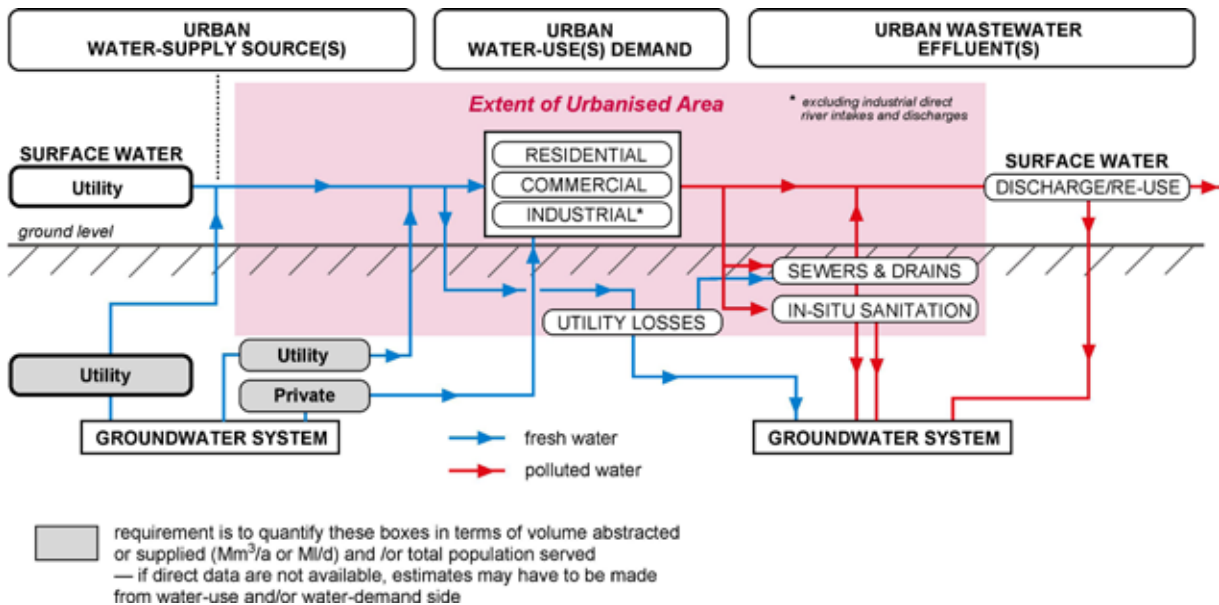 URBAN
WATER-SUPPLY SOURCE(S)
URBAN
WATER-USE(S) DEMAND
URBAN WASTEWATER
EFFLUENT(S)
Extent of Urbanised Area
* excluding industrial direct
river intakes and discharges
SURFACE WATER
Utility
RESIDENTIAL
COMMERCIAL
INDUSTRIAL*
SURFACE WATER
DISCHARGE/RE-USE
ground level
SEWERS & DRAINS
IN-SITU SANITATION
UTILITY LOSSES
Utility
Utility
Private
GROUNDWATER SYSTEM
GROUNDWATER SYSTEM
fresh water
polluted water
requirement is to quantify these boxes in terms of volume abstracted
or supplied (Mm³/a or Ml/d) and /or total population served
— if direct data are not available, estimates may have to be made
from water-use and/or water-demand side